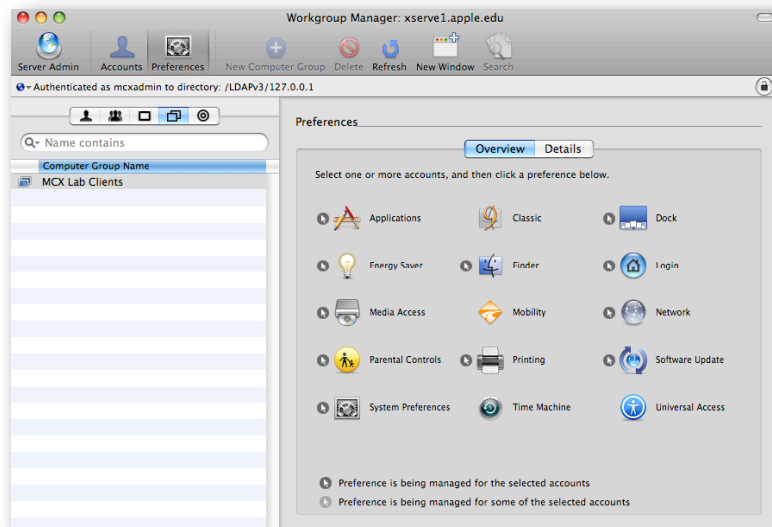 Workgroup Manager: xserve1.apple.edu
Server Admin Accounts Preferences New Computer Group Delete Refresh New Window Search
Authenticated as mcxadmin to directory: /LDAPv3/127.0.0.1
Name contains
Computer Group Name
MCX Lab Clients
Preferences
Overview Details
Select one or more accounts, and then click a preference below.
Applications Classic Dock
Energy Saver Finder Login
Media Access Mobility Network
Parental Controls Printing Software Update
System Preferences Time Machine Universal Access
Preference is being managed for the selected accounts
Preference is being managed for some of the selected accounts